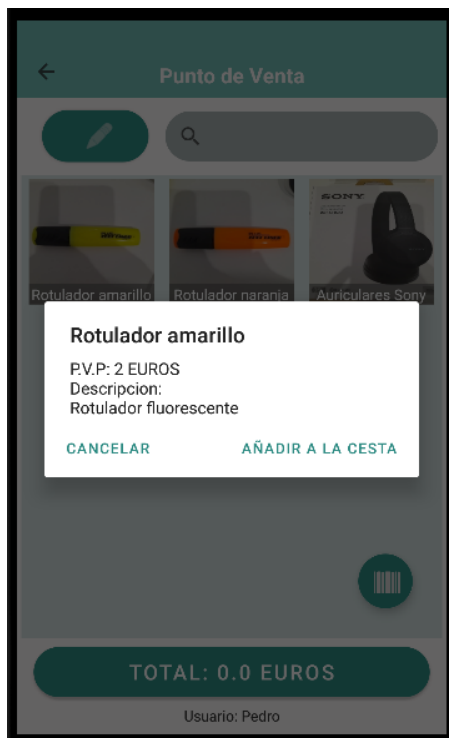 Punto de Venta
SONY
Rotulador amarillo
Rotulador naranja
Auriculares Sony
Rotulador amarillo
P.V.P: 2 EUROS
Descripcion:
Rotulador fluorescente
CANCELAR
AÑADIR A LA CESTA
TOTAL: 0.0 EUROS
Usuario: Pedro